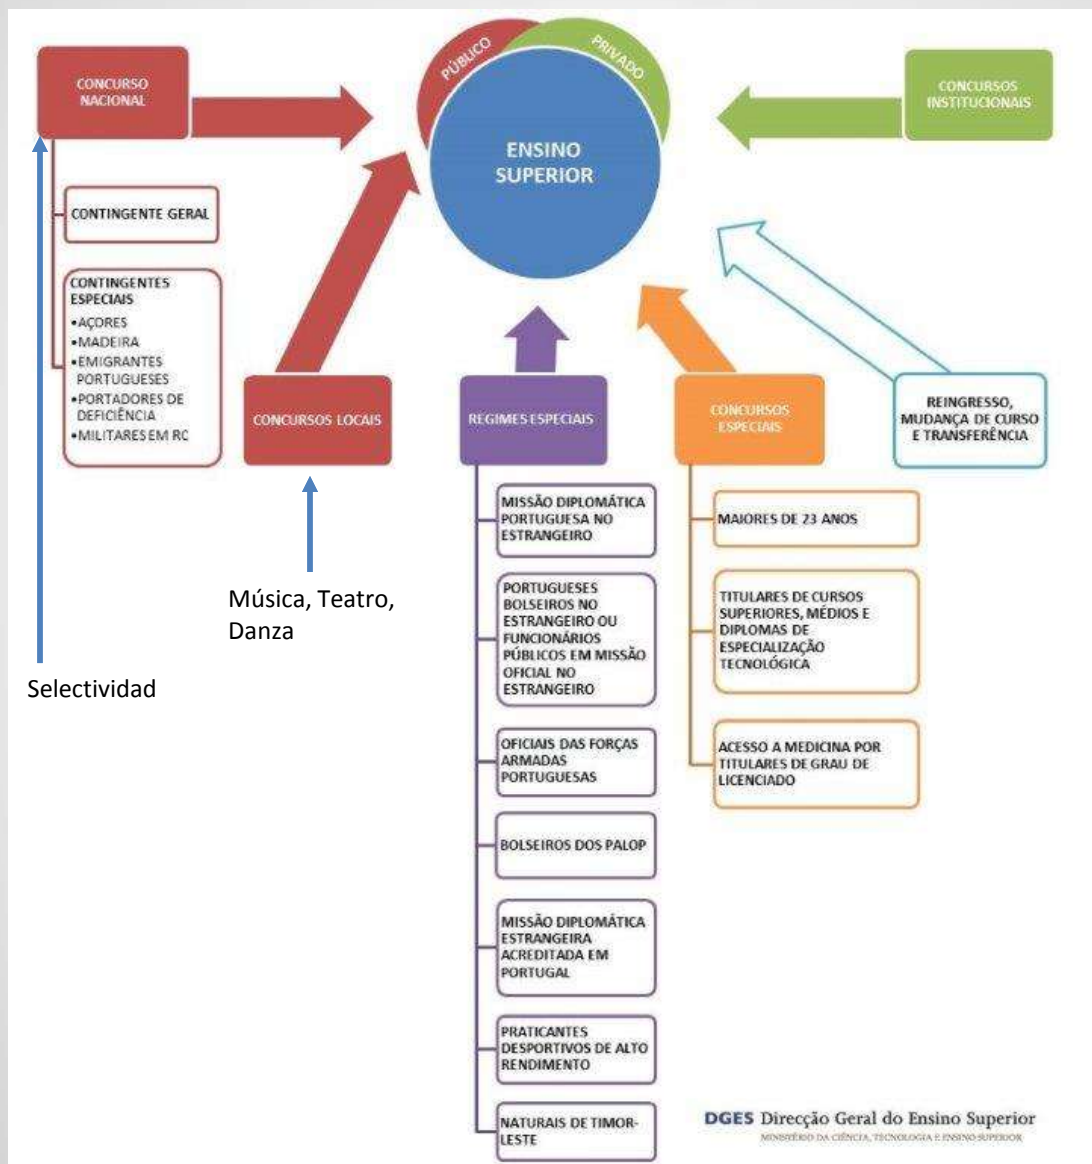 PÚBLICO
PRIVADO
ENSINO
SUPERIOR
CONCURSO
NACIONAL
CONCURSOS
INSTITUCIONAIS
CONTINGENTE GERAL
CONTINGENTES
ESPECIAIS
•AÇORES
•MADEIRA
•EMIGRANTES
PORTUGUESES
•PORTADORES DE
DEFICIÊNCIA
•MILITARES EM RC
CONCURSOS LOCAIS
REGIMES ESPECIAIS
CONCURSOS
ESPECIAIS
REINGRESSO,
MUDANÇA DE CURSO
E TRANSFERÊNCIA
Música, Teatro,
Danza
Selectividad
MISSÃO DIPLOMÁTICA
PORTUGUESA NO
ESTRANGEIRO
PORTUGUESES
BOLSEIROS NO
ESTRANGEIRO OU
FUNCIONÁRIOS
PÚBLICOS EM MISSÃO
OFICIAL NO
ESTRANGEIRO
OFICIAIS DAS FORÇAS
ARMADAS
PORTUGUESAS
BOLSEIROS DOS PALOP
MISSÃO DIPLOMÁTICA
ESTRANGEIRA
ACREDITADA EM
PORTUGAL
PRATICANTES
DESPORTIVOS DE ALTO
RENDIMENTO
NATURAIS DE TIMOR-
LESTE
MAIORES DE 23 ANOS
TITULARES DE CURSOS
SUPERIORES, MÉDIOS E
DIPLOMAS DE
ESPECIALIZAÇÃO
TECNOLÓGICA
ACESSO A MEDICINA POR
TITULARES DE GRAU DE
LICENCIADO
DGES Direcção Geral do Ensino Superior
MINISTÉRIO DA CIÊNCIA, TECNOLOGIA E ENSINO SUPERIOR